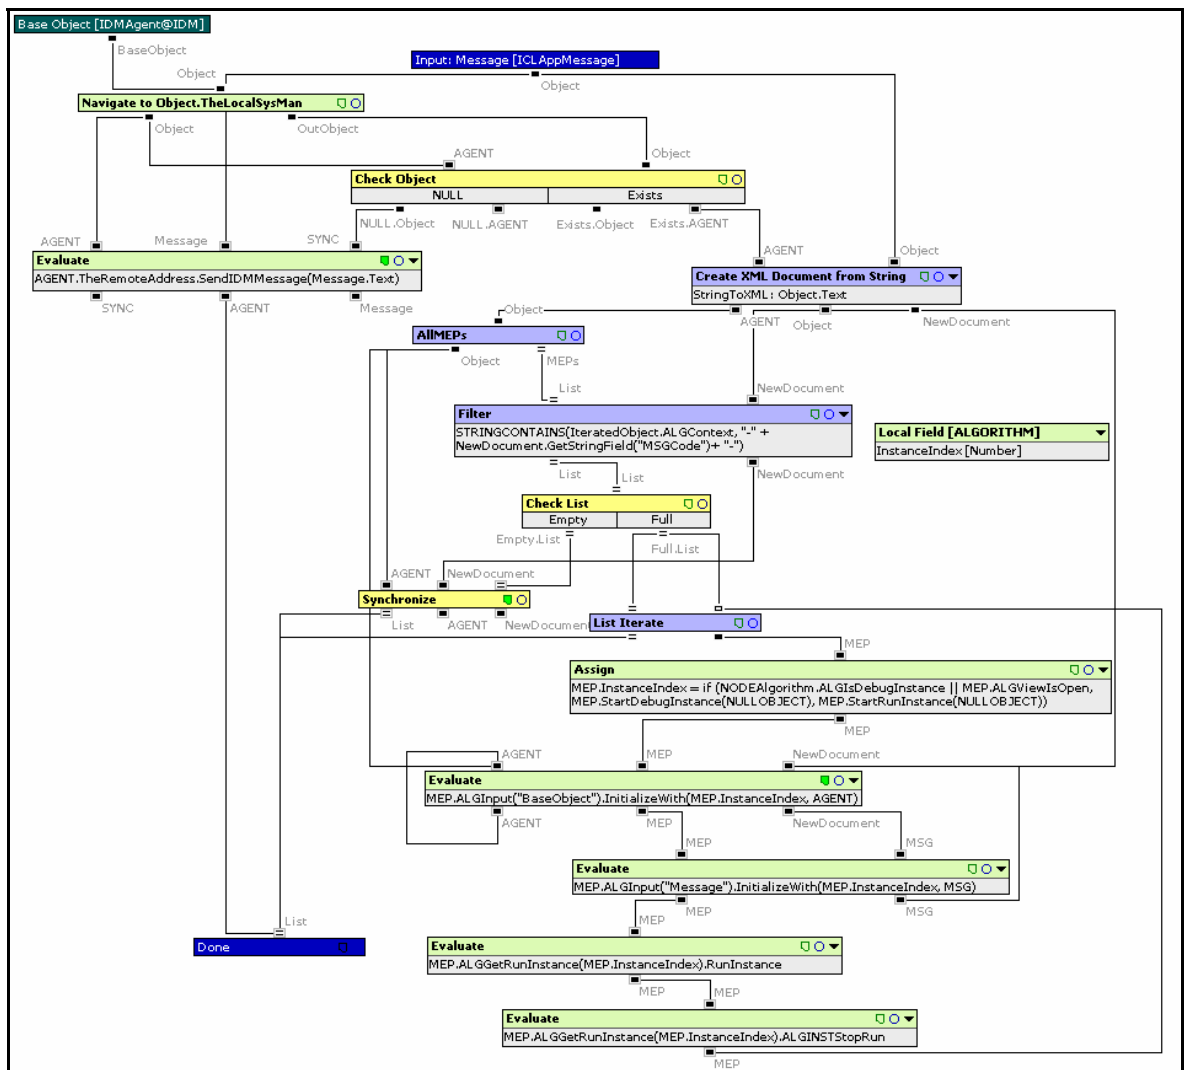 Base Object [IDMAgent@IDM]
BaseObject
Input: Message [ICLAppMessage]
Object
Object
Navigate to Object.TheLocalSysMan
Object
OutObject
AGENT
Object
Check Object
NULL
Exists
NULL.Object
NULL.AGENT
Exists.Object
Exists.AGENT
AGENT
Message
SYNC
AGENT
Object
Evaluate
AGENT.TheRemoteAddress.SendIDMMessage(Message.Text)
SYNC
AGENT
Message
Create XML Document from String
StringToXML: Object.Text
AGENT
Object
NewDocument
Object
AllMEPs
Object
MEPs
List
NewDocument
Filter
STRINGCONTAINS(IteratedObject.ALGContext, "-" +
NewDocument.GetStringField("MSGCode")+ "-")
Local Field [ALGORITHM]
InstanceIndex [Number]
List
List
NewDocument
Check List
Empty
Full
Empty.List
Full.List
AGENT
NewDocument
Synchronize
List
AGENT
NewDocument
List Iterate
MEP
Assign
MEP.InstanceIndex = if (NODEAlgorithm.ALGIsDebugInstance || MEP.ALGViewIsOpen,
MEP.StartDebugInstance(NULLOBJECT), MEP.StartRunInstance(NULLOBJECT))
MEP
AGENT
MEP
NewDocument
Evaluate
MEP.ALGInput("BaseObject").InitializeWith(MEP.InstanceIndex, AGENT)
AGENT
MEP
NewDocument
MEP
MSG
Evaluate
MEP.ALGInput("Message").InitializeWith(MEP.InstanceIndex, MSG)
MEP
MSG
MEP
List
Done
Evaluate
MEP.ALGGetRunInstance(MEP.InstanceIndex).RunInstance
MEP
MEP
Evaluate
MEP.ALGGetRunInstance(MEP.InstanceIndex).ALGINSTStopRun
MEP